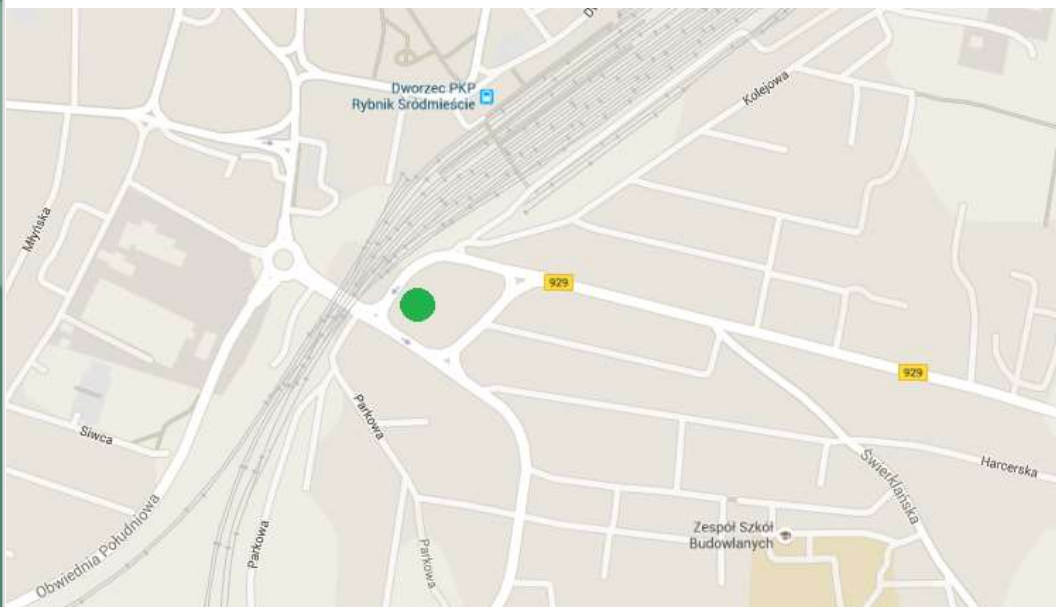 Dworzec PKP
Rybnik Śródmieście
Kolejowa
Młyńska
929
929
Parkowa
Siwca
Świerklańska
Harcerska
Obwiednia Południowa
Parkowa
Parkowa
Zespół Szkół
Budowlanych